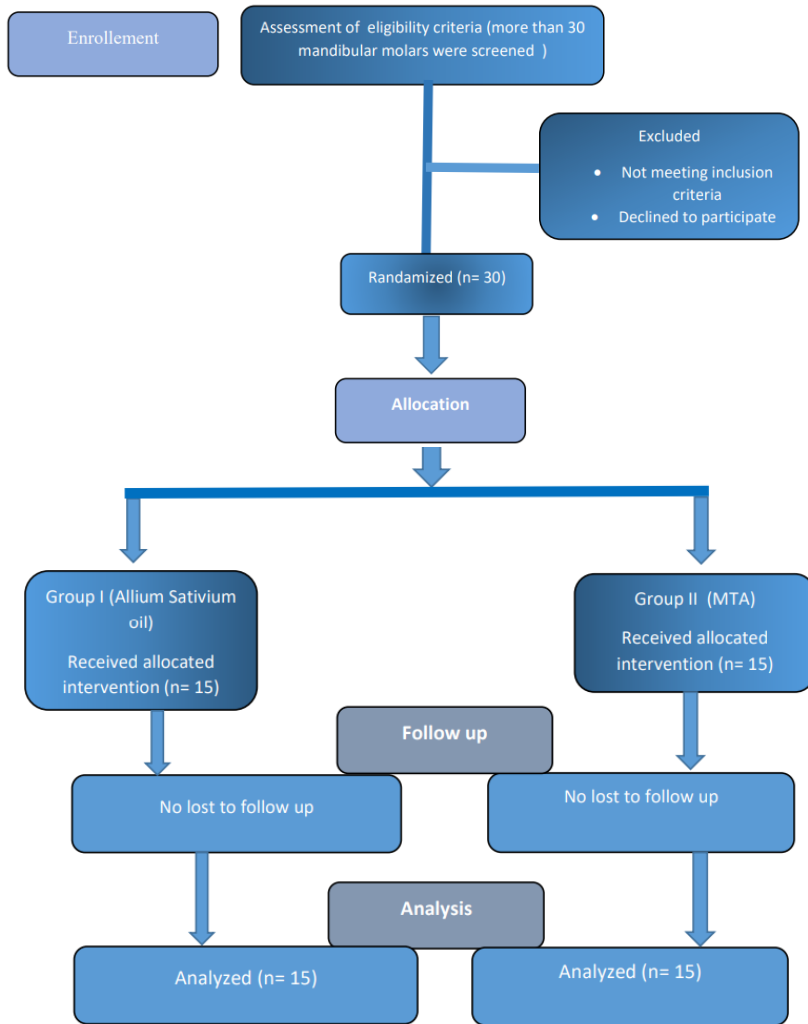 Enrollement
Assessment of eligibility criteria (more than 30
mandibular molars were screened )
Excluded
• Not meeting inclusion
criteria
• Declined to participate
Randamized (n= 30)
Allocation
Group I (Allium Sativium
oil)
Received allocated
intervention (n= 15)
Group II (MTA)
Received allocated
intervention (n= 15)
Follow up
No lost to follow up
No lost to follow up
Analysis
Analyzed (n= 15)
Analyzed (n= 15)